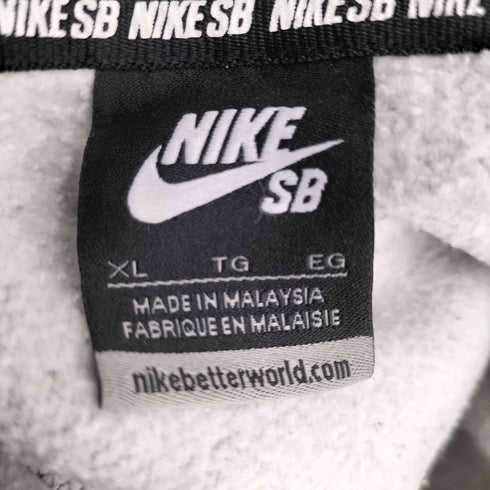 NIKE SB NIKE SB NIKE SB NIKE SB
NIKE
SB
XL TG EG
MADE IN MALAYSIA
FABRIQUE EN MALAISIE
nikebetterworld.com